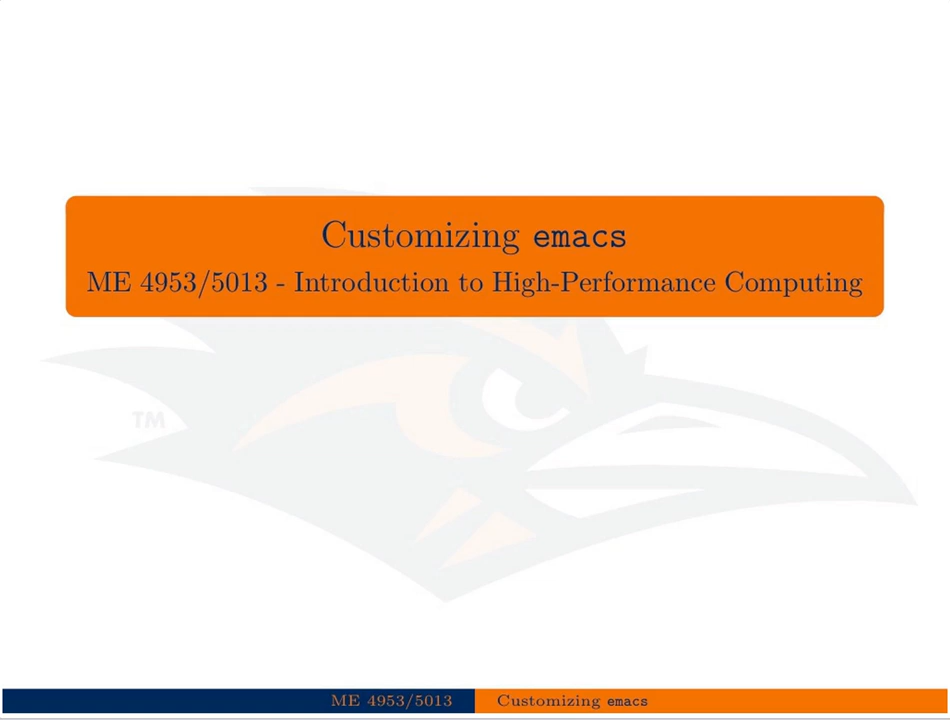 Customizing emacs
ME 4953/5013 - Introduction to High-Performance Computing
TM
ME 4953/5013 Customizing emacs